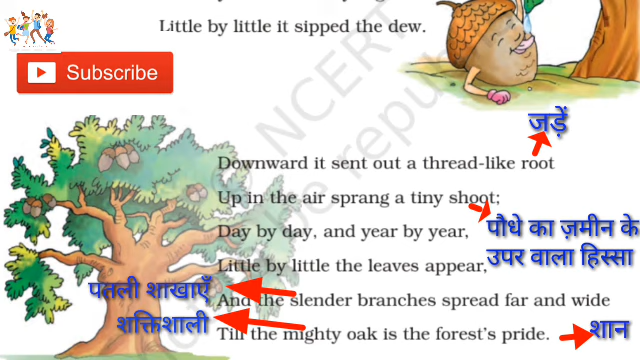 Little by little it sipped the dew.
Subscribe
जड़ें
Downward it sent out a thread-like root
Up in the air sprang a tiny shoot;
Day by day, and year by year,
पौधे का ज़मीन के
उपर वाला हिस्सा
Little by little the leaves appear,
पतली शाखाएँ
And the slender branches spread far and wide
शक्तिशाली
Till the mighty oak is the forest's pride.
शान